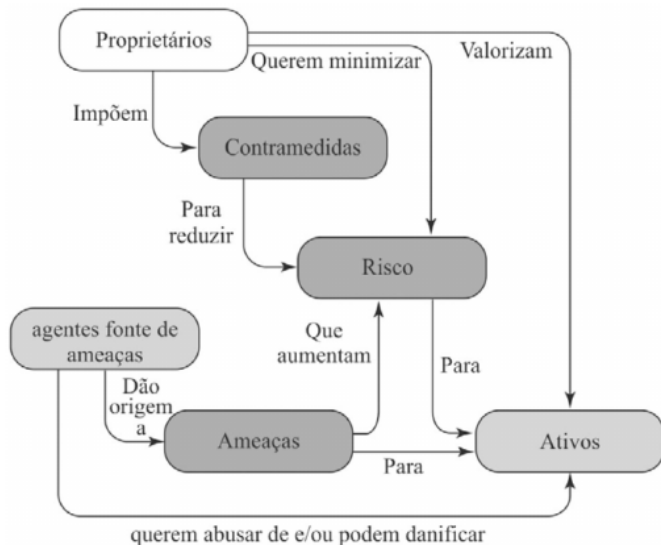 Proprietários
Querem minimizar
Valorizam
Impõem
Contramedidas
Para
reduzir
Risco
agentes fonte de
ameaças
Que
aumentam
Para
Dão
origem
a
Ameaças
Para
Ativos
querem abusar de e/ou podem danificar